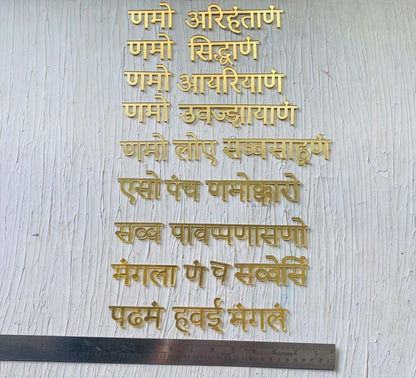 णमो अरिहंताणं
णमो सिद्धाणं
णमो आयरियाणं
णमो उवज्झायाणं
णमो लोए सव्वसाहूणं
एसो पंच णमोक्कारो
सव्व पावप्पणासणो
मंगला णं च सव्वेसिं
पढमं हवई मंगलं